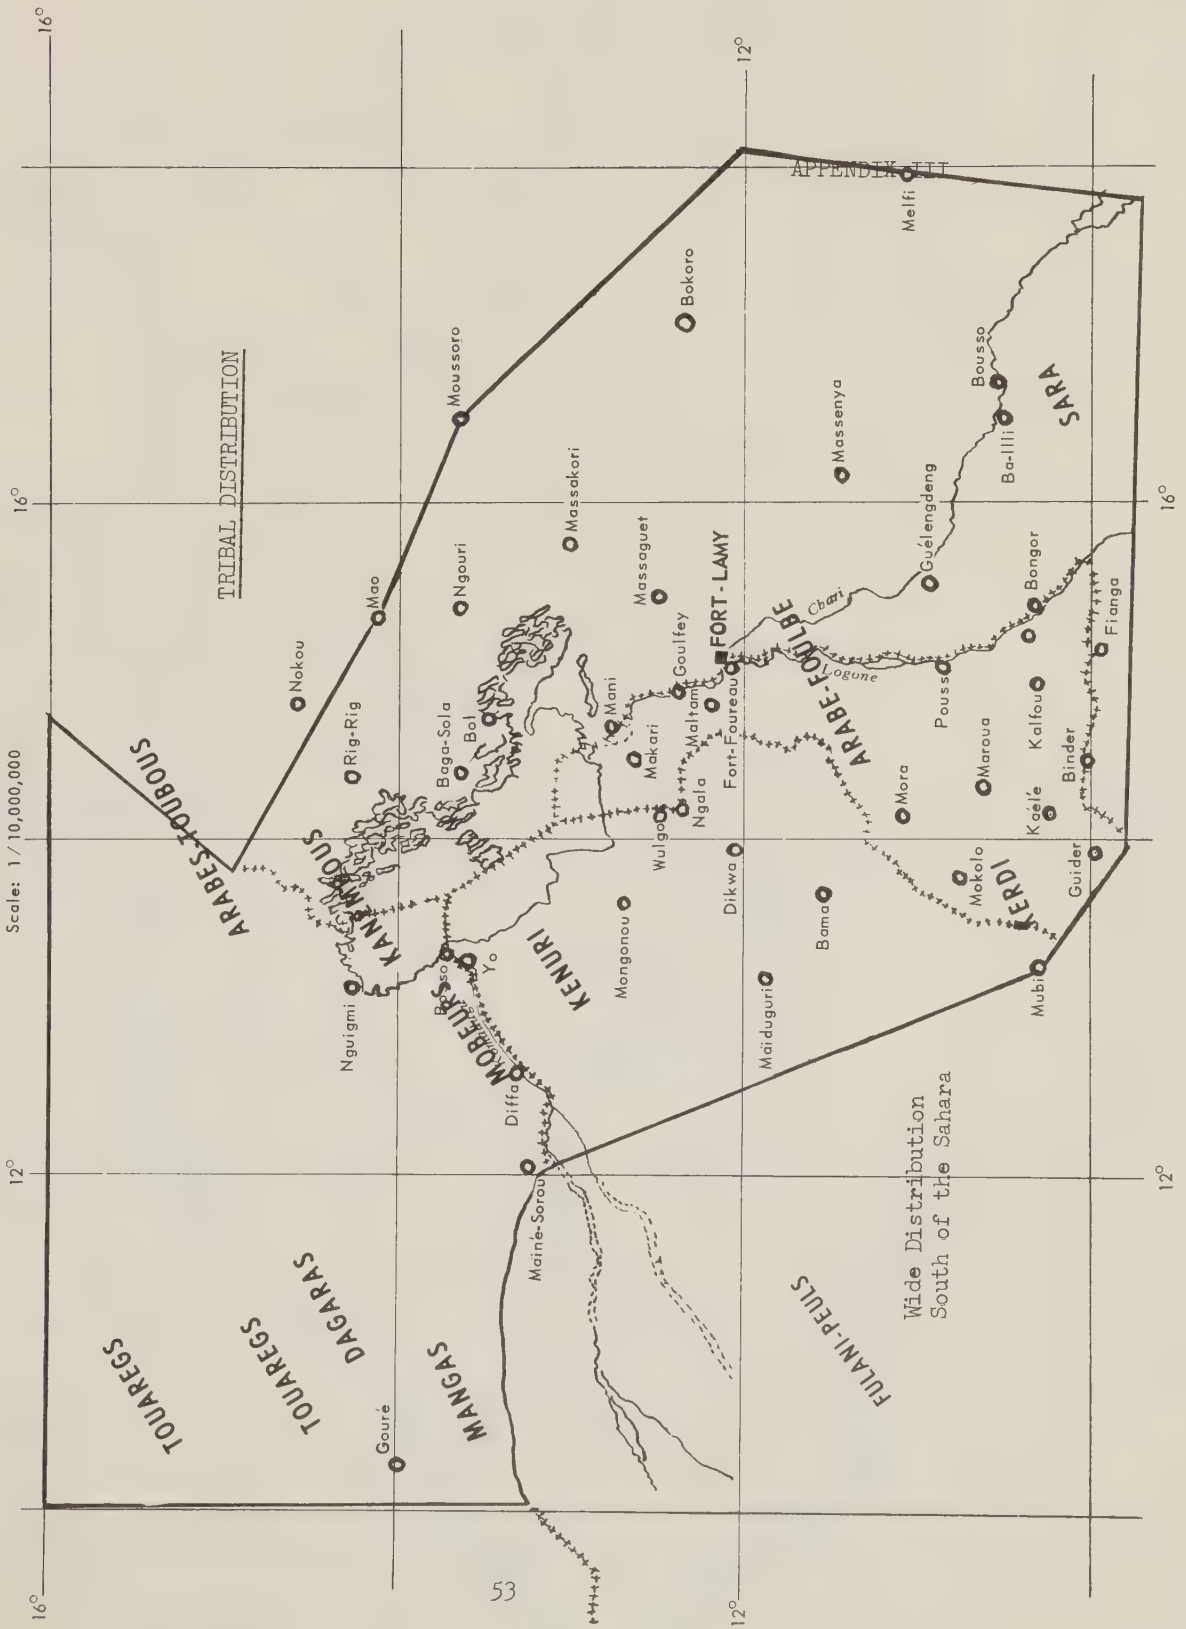 APPENDIX III
TRIBAL DISTRIBUTION
Scale: 1 / 10,000,000
16°
16°
12°
12°
16°
16°
12°
12°
TOUAREGS
TOUAREGS
DAGARAS
MANGAS
Gouré
ARABES-TOUBOUS
KANEMBOUS
MOBEURS
KENURI
Nguigmi
Bosso
Yo
Diffa
Mainé-Sorou
Nokou
Rig-Rig
Mao
Moussoro
Ngouri
Baga-Sola
Bol
Massakori
Massaguet
Bokoro
Mani
Makari
Goulfey
Maltam
FORT-LAMY
Fort-Foureau
Wulgo
Ngala
Mongonou
Dikwa
Maïduguri
Bama
Mora
ARABE-FOULBE
Chari
Logone
Massenya
Melfi
Guélengdeng
Bousso
Ba-Illi
SARA
Bongor
Pouss
Kalfou
Fianga
Maroua
Binder
Kaélé
Mokolo
KERDI
Guider
Mubi
FULANI-PEULS
Wide Distribution
South of the Sahara
53